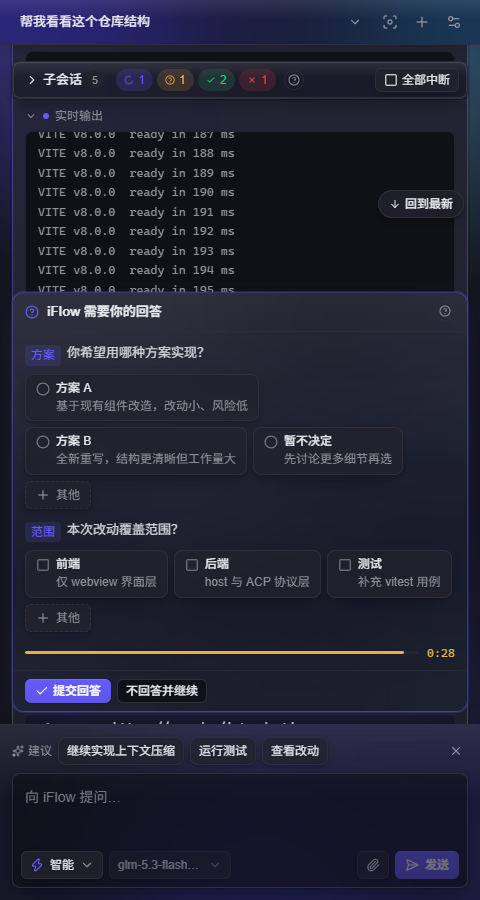 帮我看看这个仓库结构
子会话 5 1 1 2 1 全部中断
实时输出
VITE v8.0.0 ready in 187 ms
VITE v8.0.0 ready in 188 ms
VITE v8.0.0 ready in 189 ms
VITE v8.0.0 ready in 190 ms
VITE v8.0.0 ready in 191 ms
VITE v8.0.0 ready in 192 ms
VITE v8.0.0 ready in 193 ms
VITE v8.0.0 ready in 194 ms
VITE v8.0.0 ready in 195 ms
回到最新
iFlow 需要你的回答
方案 你希望用哪种方案实现?
方案 A
基于现有组件改造，改动小、风险低
方案 B
全新重写，结构更清晰但工作量大
暂不决定
先讨论更多细节再选
其他
范围 本次改动覆盖范围?
前端
仅 webview 界面层
后端
host 与 ACP 协议层
测试
补充 vitest 用例
其他
0:28
提交回答 不回答并继续
建议 继续实现上下文压缩 运行测试 查看改动
向 iFlow 提问…
智能 glm-5.3-flash… 发送